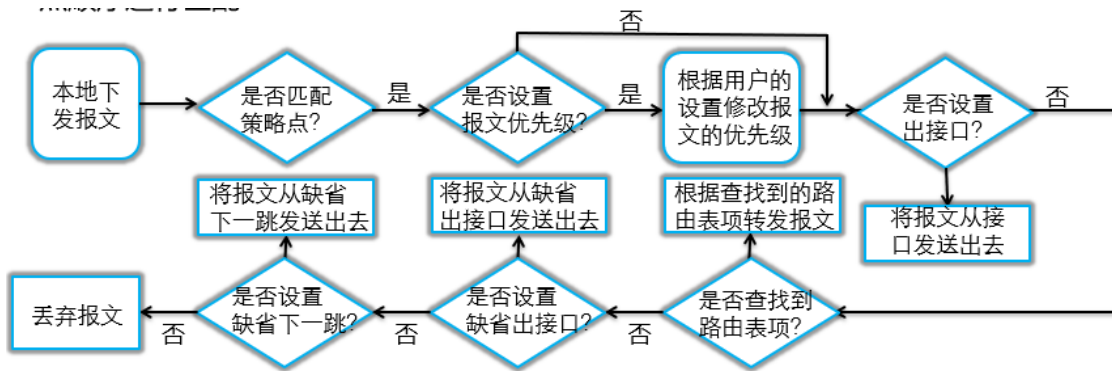 否
本地下
发报文
是否匹配
策略点?
是
是否设置
报文优先级?
是
根据用户的
设置修改报
文的优先级
是否设置
出接口?
否
将报文从缺省
下一跳发送出去
将报文从缺省
出接口发送出去
根据查找到的路
由表项转发报文
将报文从接
口发送出去
丢弃报文
否
是否设置
缺省下一跳?
否
是否设置
缺省出接口?
否
是否查找到
路由表项?